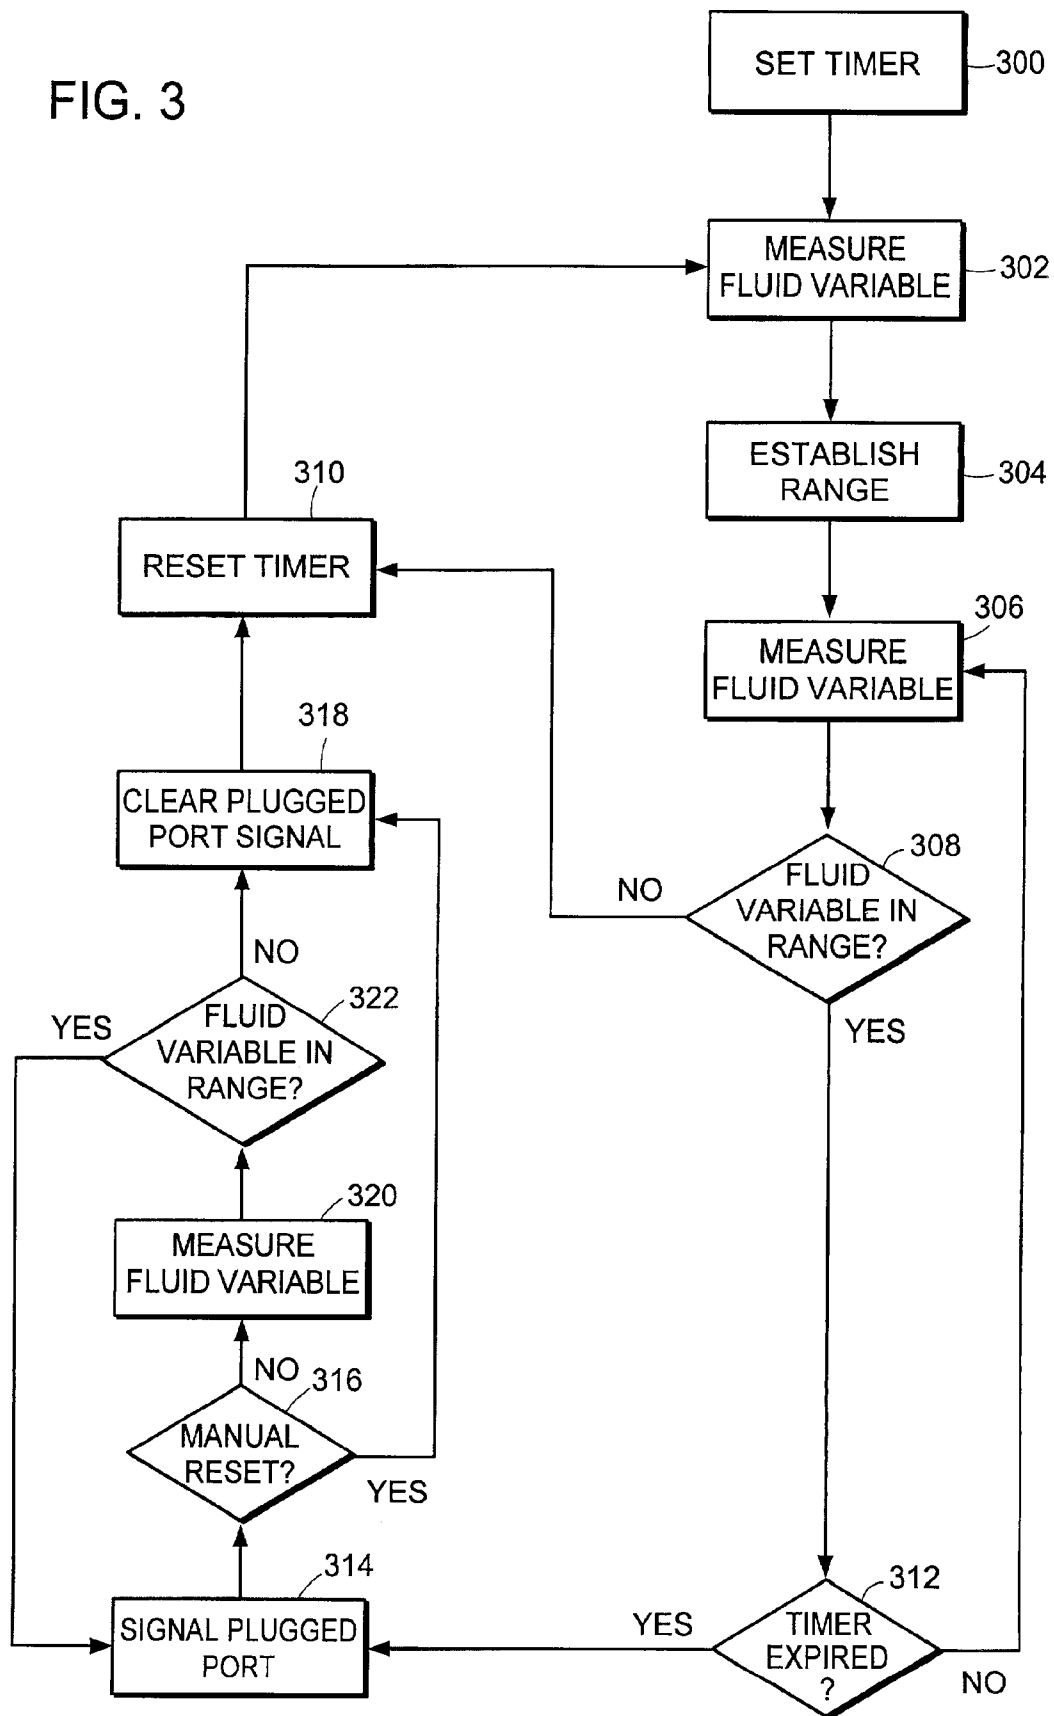 FIG. 3
SET TIMER
300
MEASURE
FLUID VARIABLE
302
ESTABLISH
RANGE
304
310
RESET TIMER
306
MEASURE
FLUID VARIABLE
318
CLEAR PLUGGED
PORT SIGNAL
308
FLUID
VARIABLE IN
RANGE?
NO
YES
NO
322
FLUID
VARIABLE IN
RANGE?
YES
320
MEASURE
FLUID VARIABLE
NO
316
MANUAL
RESET?
YES
314
SIGNAL PLUGGED
PORT
YES
312
TIMER
EXPIRED
?
NO